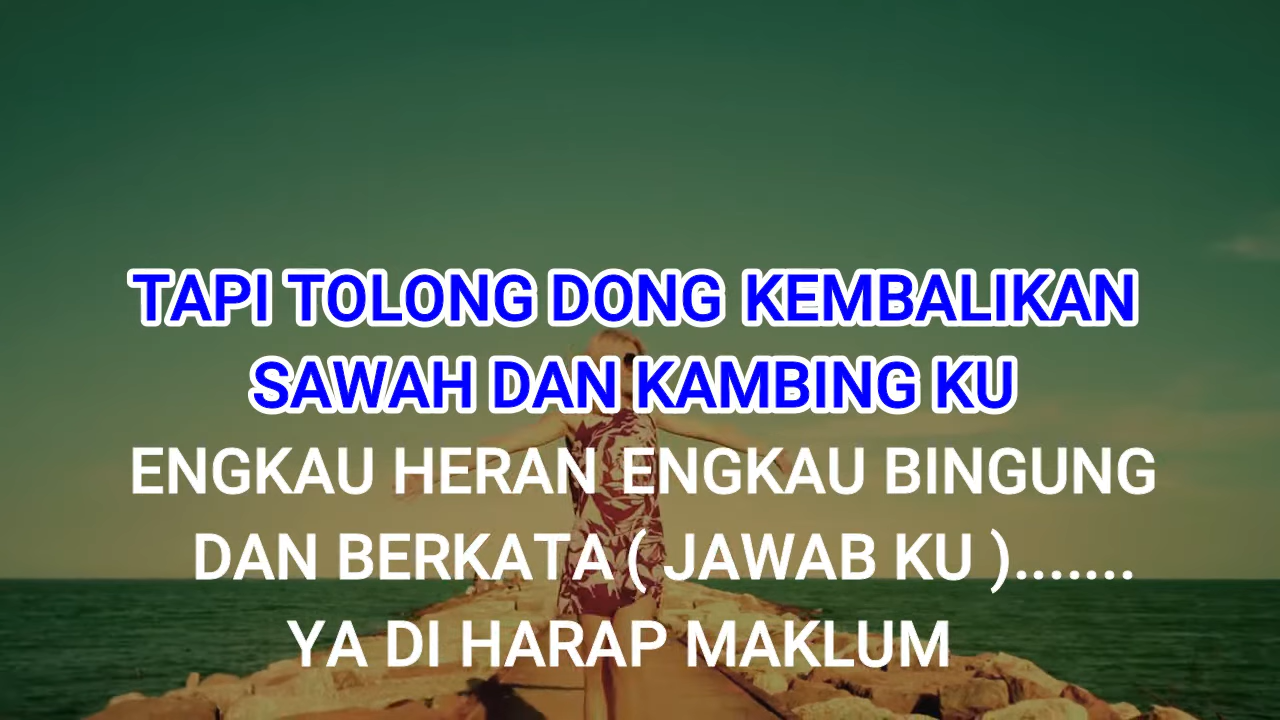 TAPI TOLONG DONG KEMBALIKAN
SAWAH DAN KAMBING KU
ENGKAU HERAN ENGKAU BINGUNG
DAN BERKATA ( JAWAB KU ).......
YA DI HARAP MAKLUM